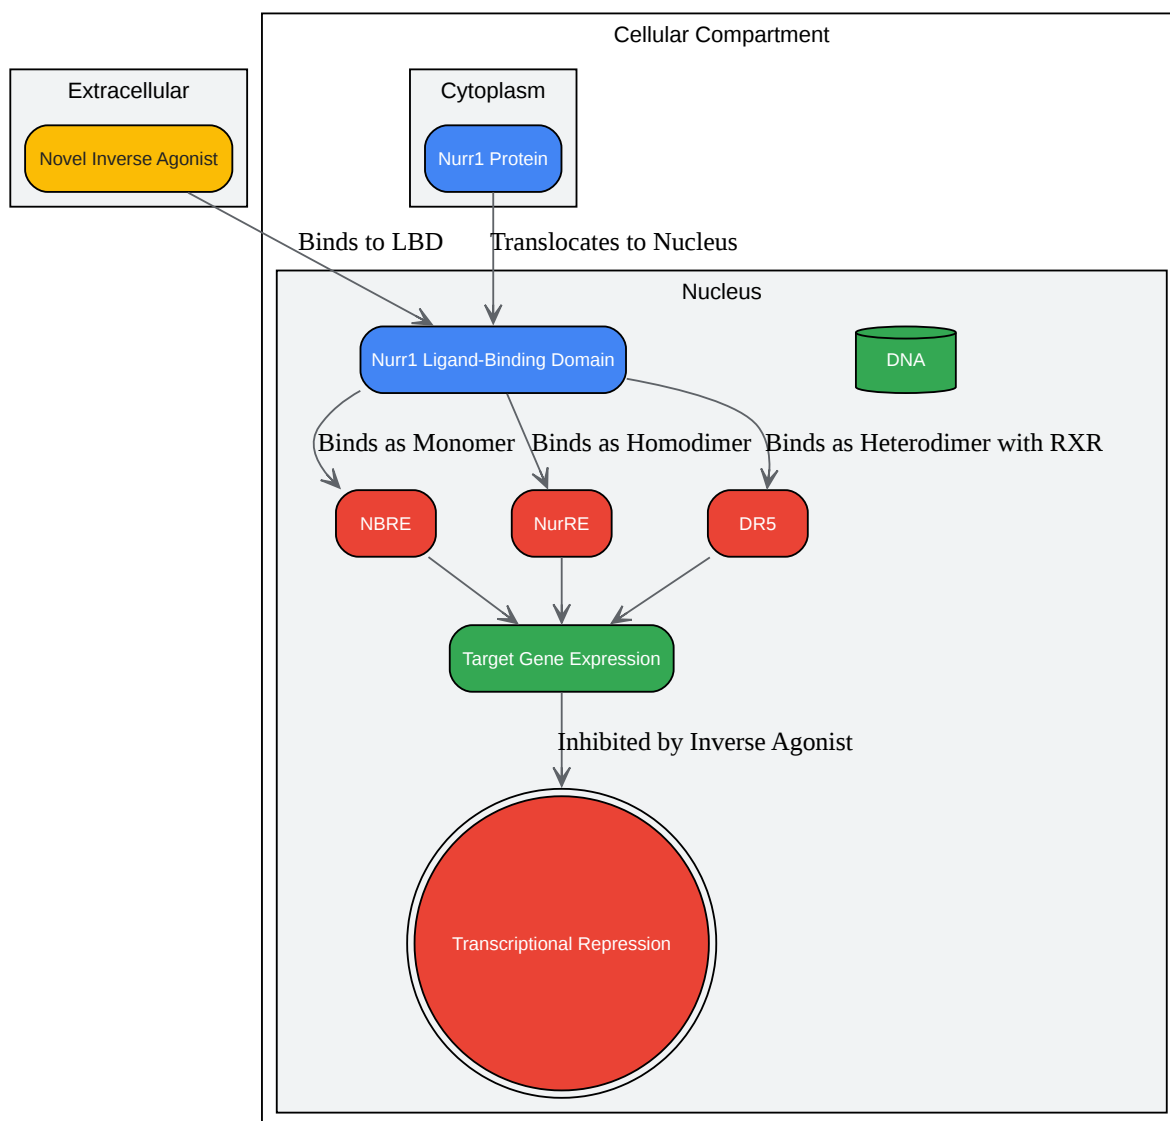 Cellular Compartment
Extracellular
Cytoplasm
Novel Inverse Agonist
Nurr1 Protein
Binds to LBD
Translocates to Nucleus
Nucleus
Nurr1 Ligand-Binding Domain
DNA
Binds as Monomer
Binds as Homodimer
Binds as Heterodimer with RXR
NBRE
NurRE
DR5
Target Gene Expression
Inhibited by Inverse Agonist
Transcriptional Repression